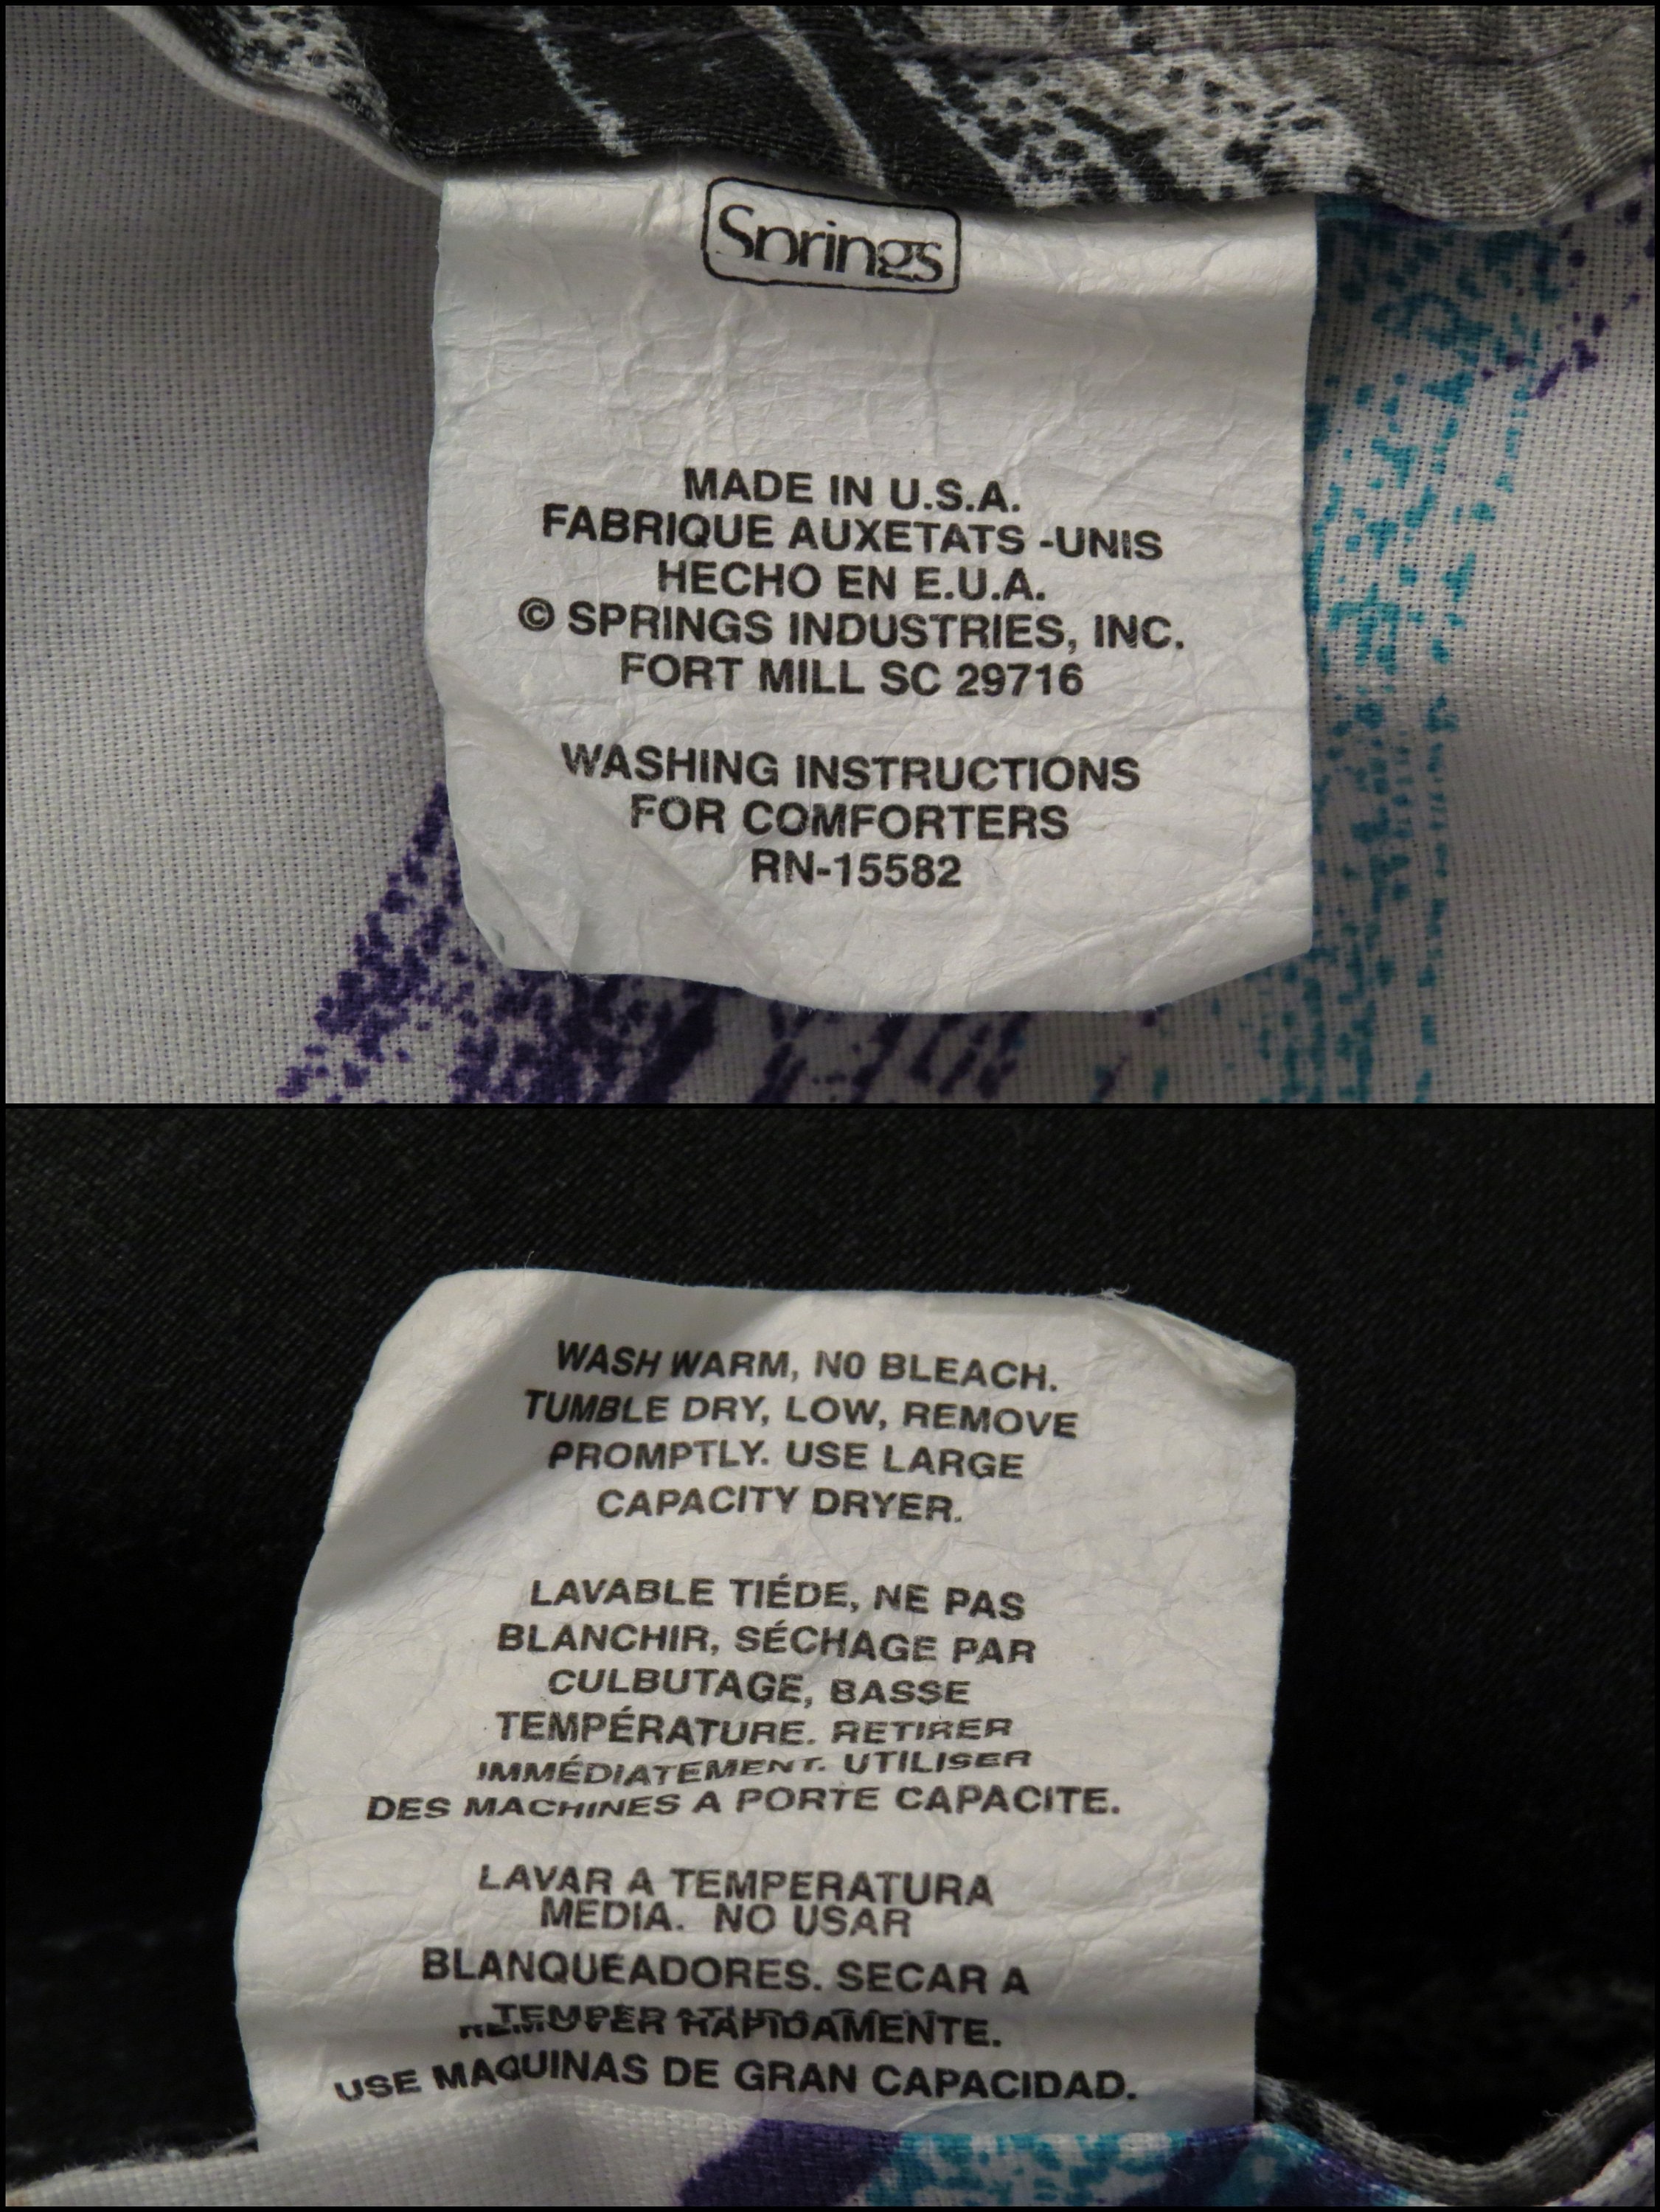 Springs
MADE IN U.S.A.
FABRIQUE AUXETATS -UNIS
HECHO EN E.U.A.
© SPRINGS INDUSTRIES, INC.
FORT MILL SC 29716
WASHING INSTRUCTIONS
FOR COMFORTERS
RN-15582
WASH WARM, NO BLEACH.
TUMBLE DRY, LOW, REMOVE
PROMPTLY. USE LARGE
CAPACITY DRYER.
LAVABLE TIÉDE, NE PAS
BLANCHIR, SÉCHAGE PAR
CULBUTAGE, BASSE
TEMPÉRATURE. RETIRER
IMMÉDIATEMENT. UTILISER
DES MACHINES A PORTE CAPACITE.
LAVAR A TEMPERATURA
MEDIA. NO USAR
BLANQUEADORES. SECAR A
TEMPERATURA
REMOVER RAPIDAMENTE.
USE MAQUINAS DE GRAN CAPACIDAD.